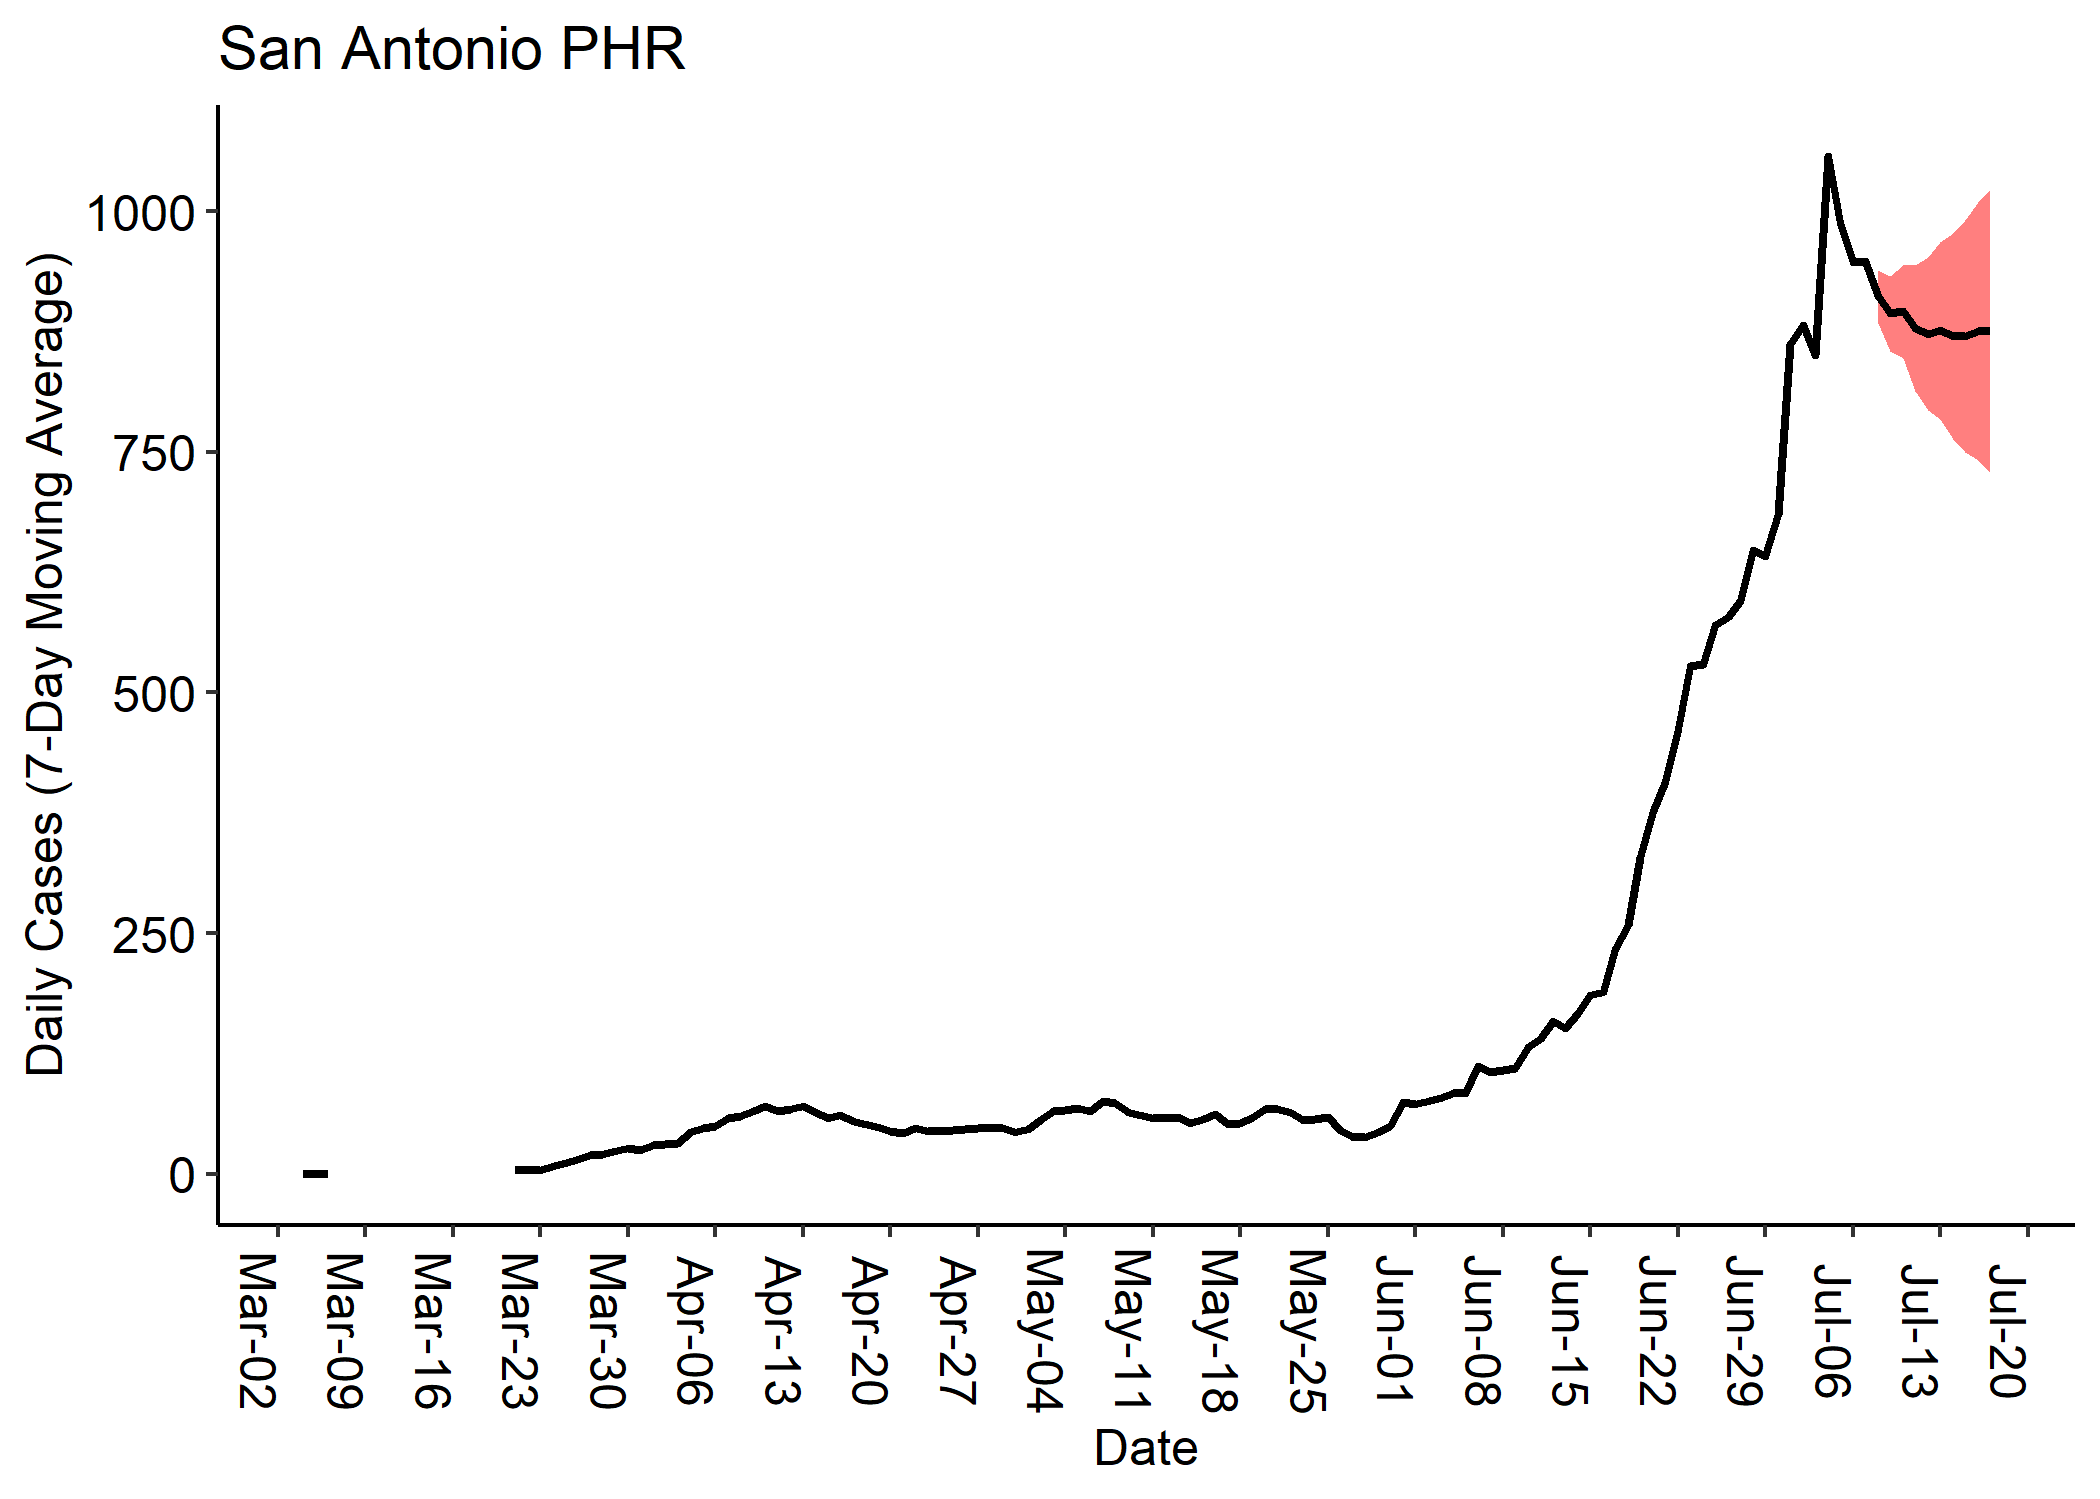 San Antonio PHR
Daily Cases (7-Day Moving Average)
1000
750
500
250
0
Mar-02
Mar-09
Mar-16
Mar-23
Mar-30
Apr-06
Apr-13
Apr-20
Apr-27
May-04
May-11
May-18
May-25
Jun-01
Jun-08
Jun-15
Jun-22
Jun-29
Jul-06
Jul-13
Jul-20
Date